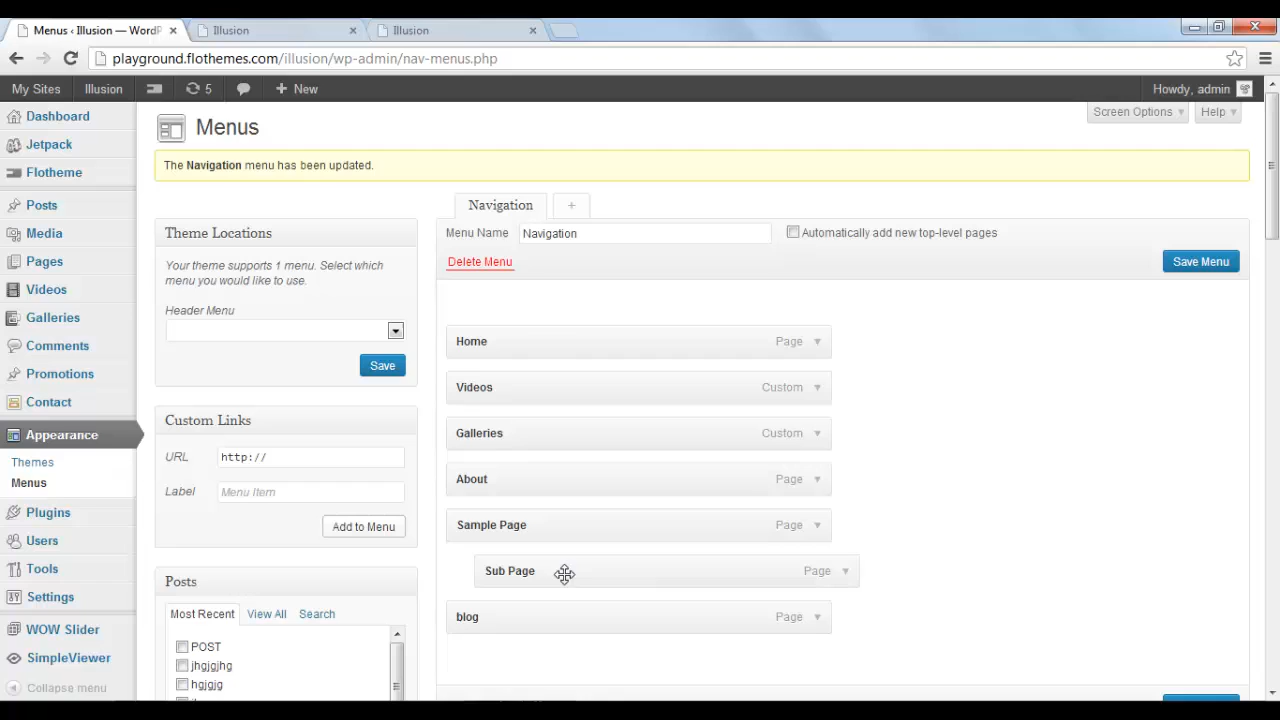 Menus ‹ Illusion — WordP
Illusion
Illusion
playground.flothemes.com/illusion/wp-admin/nav-menus.php
My Sites
Illusion
5
New
Howdy, admin
Dashboard
Jetpack
Flotheme
Posts
Media
Pages
Videos
Galleries
Comments
Promotions
Contact
Appearance
Themes
Menus
Plugins
Users
Tools
Settings
WOW Slider
SimpleViewer
Collapse menu
Screen Options
Help
Menus
The Navigation menu has been updated.
Theme Locations
Your theme supports 1 menu. Select which
menu you would like to use.
Header Menu
Save
Custom Links
URL
http://
Label
Menu Item
Add to Menu
Posts
Most Recent
View All
Search
POST
jhgjgjhg
hgjgjg
Navigation
+
Menu Name
Navigation
Automatically add new top-level pages
Delete Menu
Save Menu
Home Page
Videos Custom
Galleries Custom
About Page
Sample Page Page
Sub Page Page
blog Page